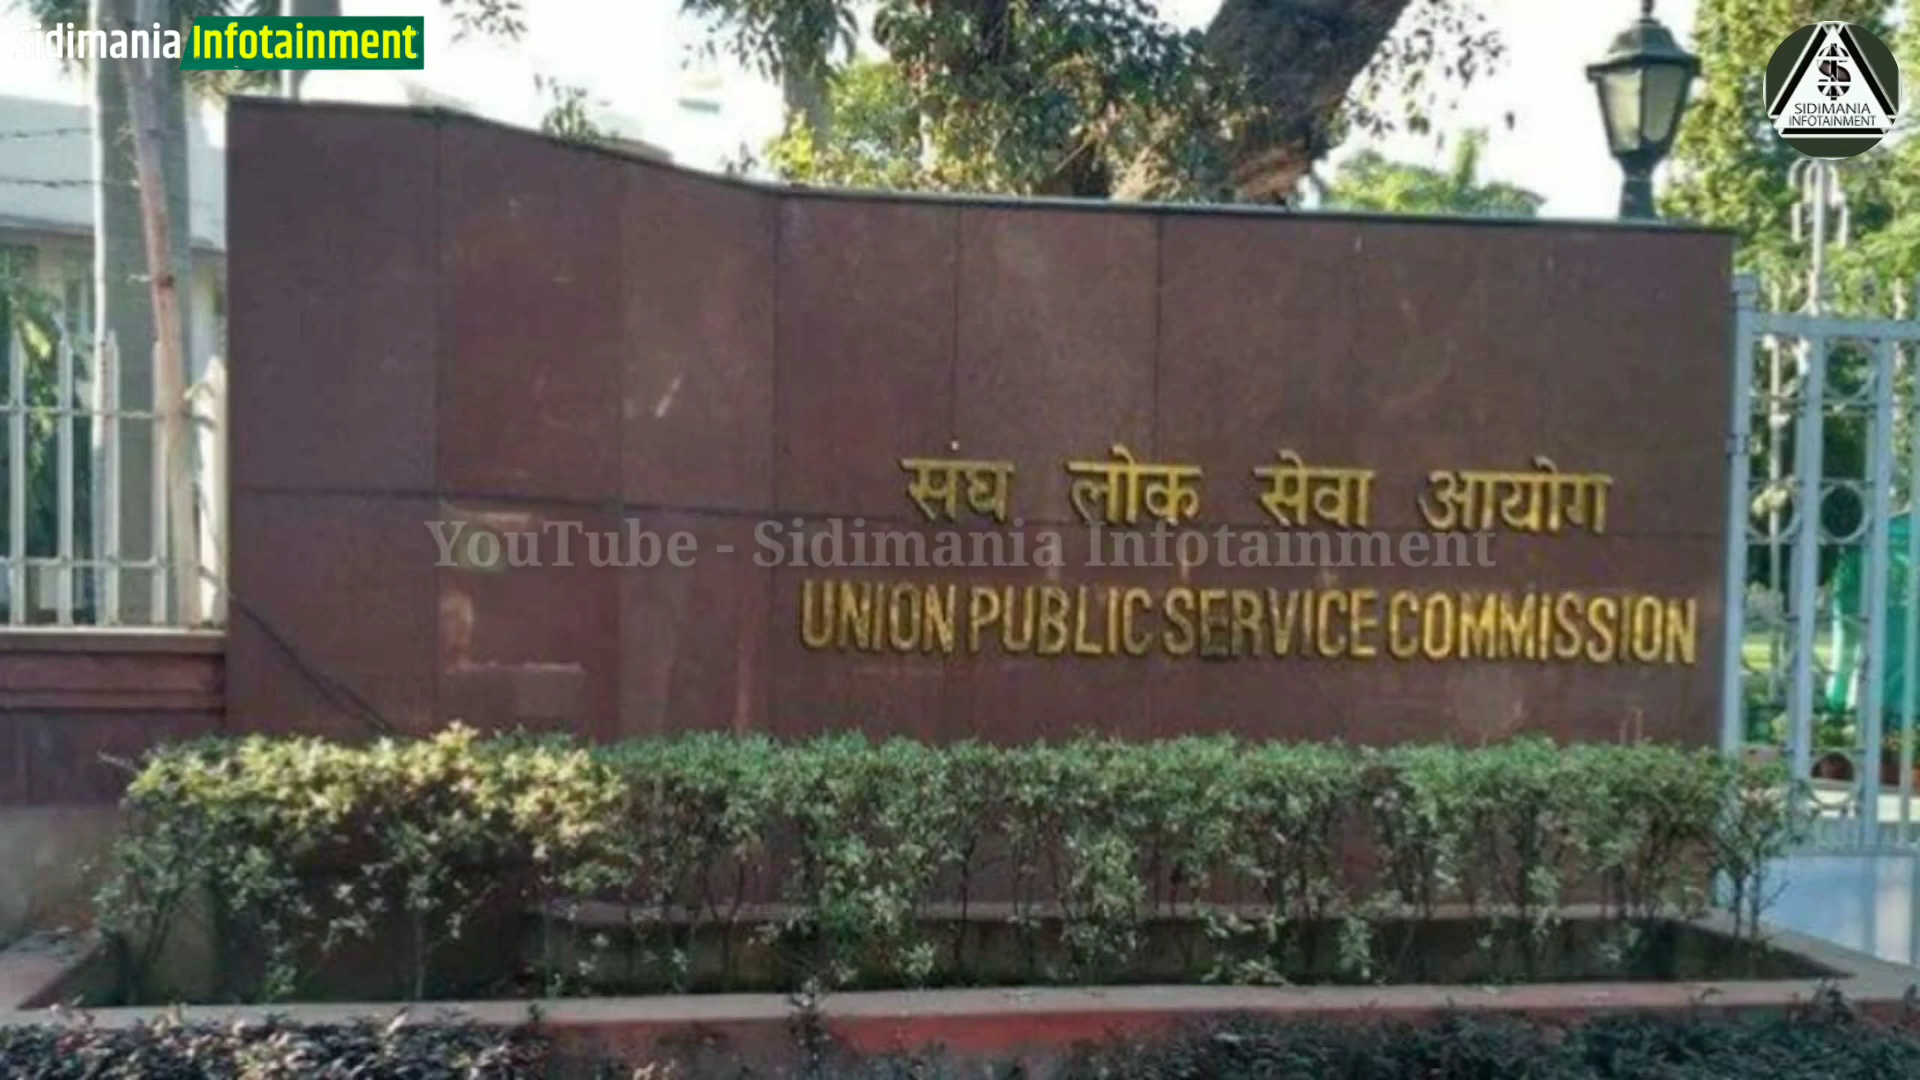 Sidimania Infotainment
SIDIMANIA
INFOTAINMENT
संघ लोक सेवा आयोग
YouTube - Sidimania Infotainment
UNION PUBLIC SERVICE COMMISSION